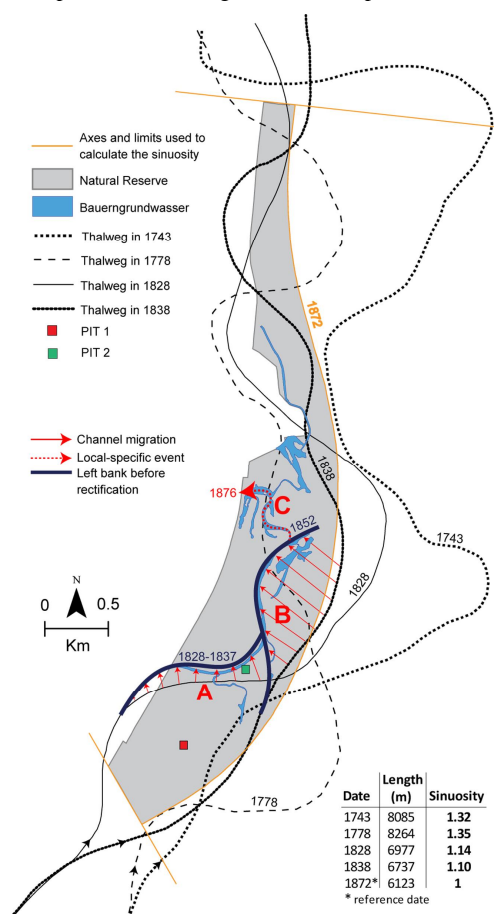 Axes and limits used to
calculate the sinuosity
Natural Reserve
Bauerngrundwasser
Thalweg in 1743
Thalweg in 1778
Thalweg in 1828
Thalweg in 1838
PIT 1
PIT 2
1872
Channel migration
Local-specific event
Left bank before
rectification
1838
1876
C
1852
1743
N
0 0.5
Km
1828
B
1828-1837
A
1778
Date Length (m) Sinuosity
1743 8085 1.32
1778 8264 1.35
1828 6977 1.14
1838 6737 1.10
1872* 6123 1
* reference date